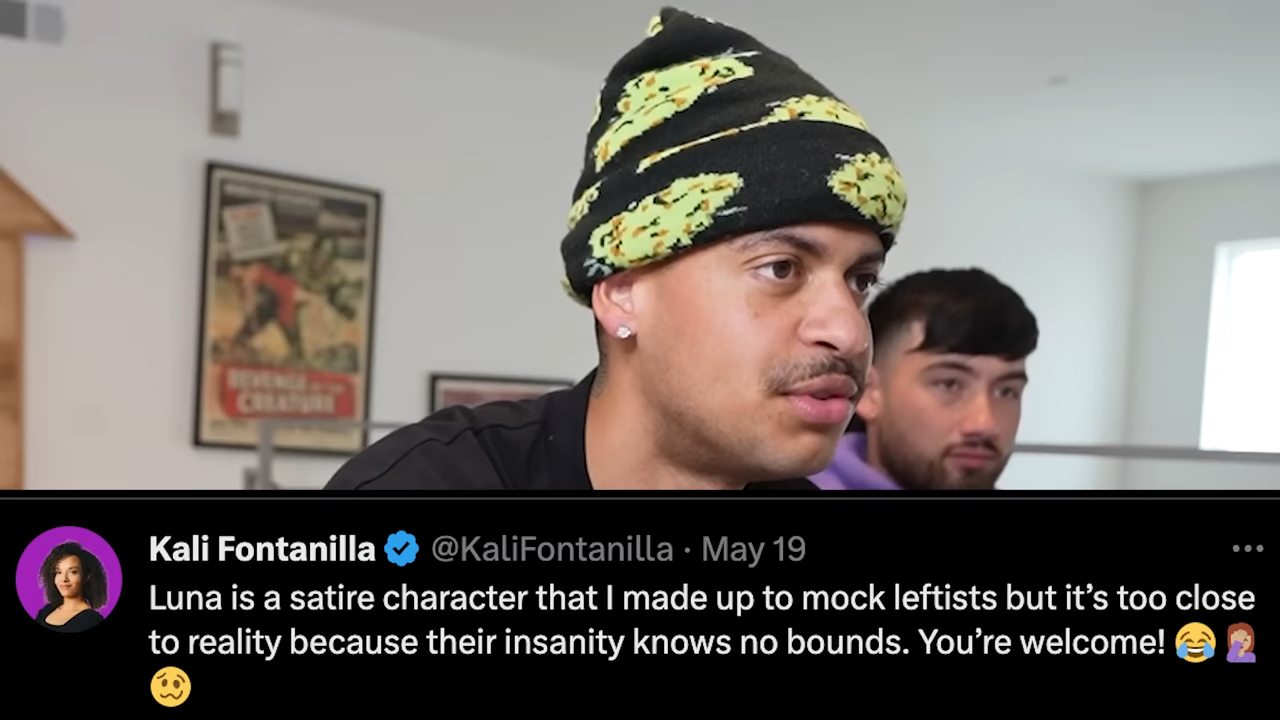 REVENGE OF THE
CREATURE
Kali Fontanilla @KaliFontanilla · May 19
Luna is a satire character that I made up to mock leftists but it’s too close
to reality because their insanity knows no bounds. You’re welcome! 😂🤦🏽‍♀️
🥴